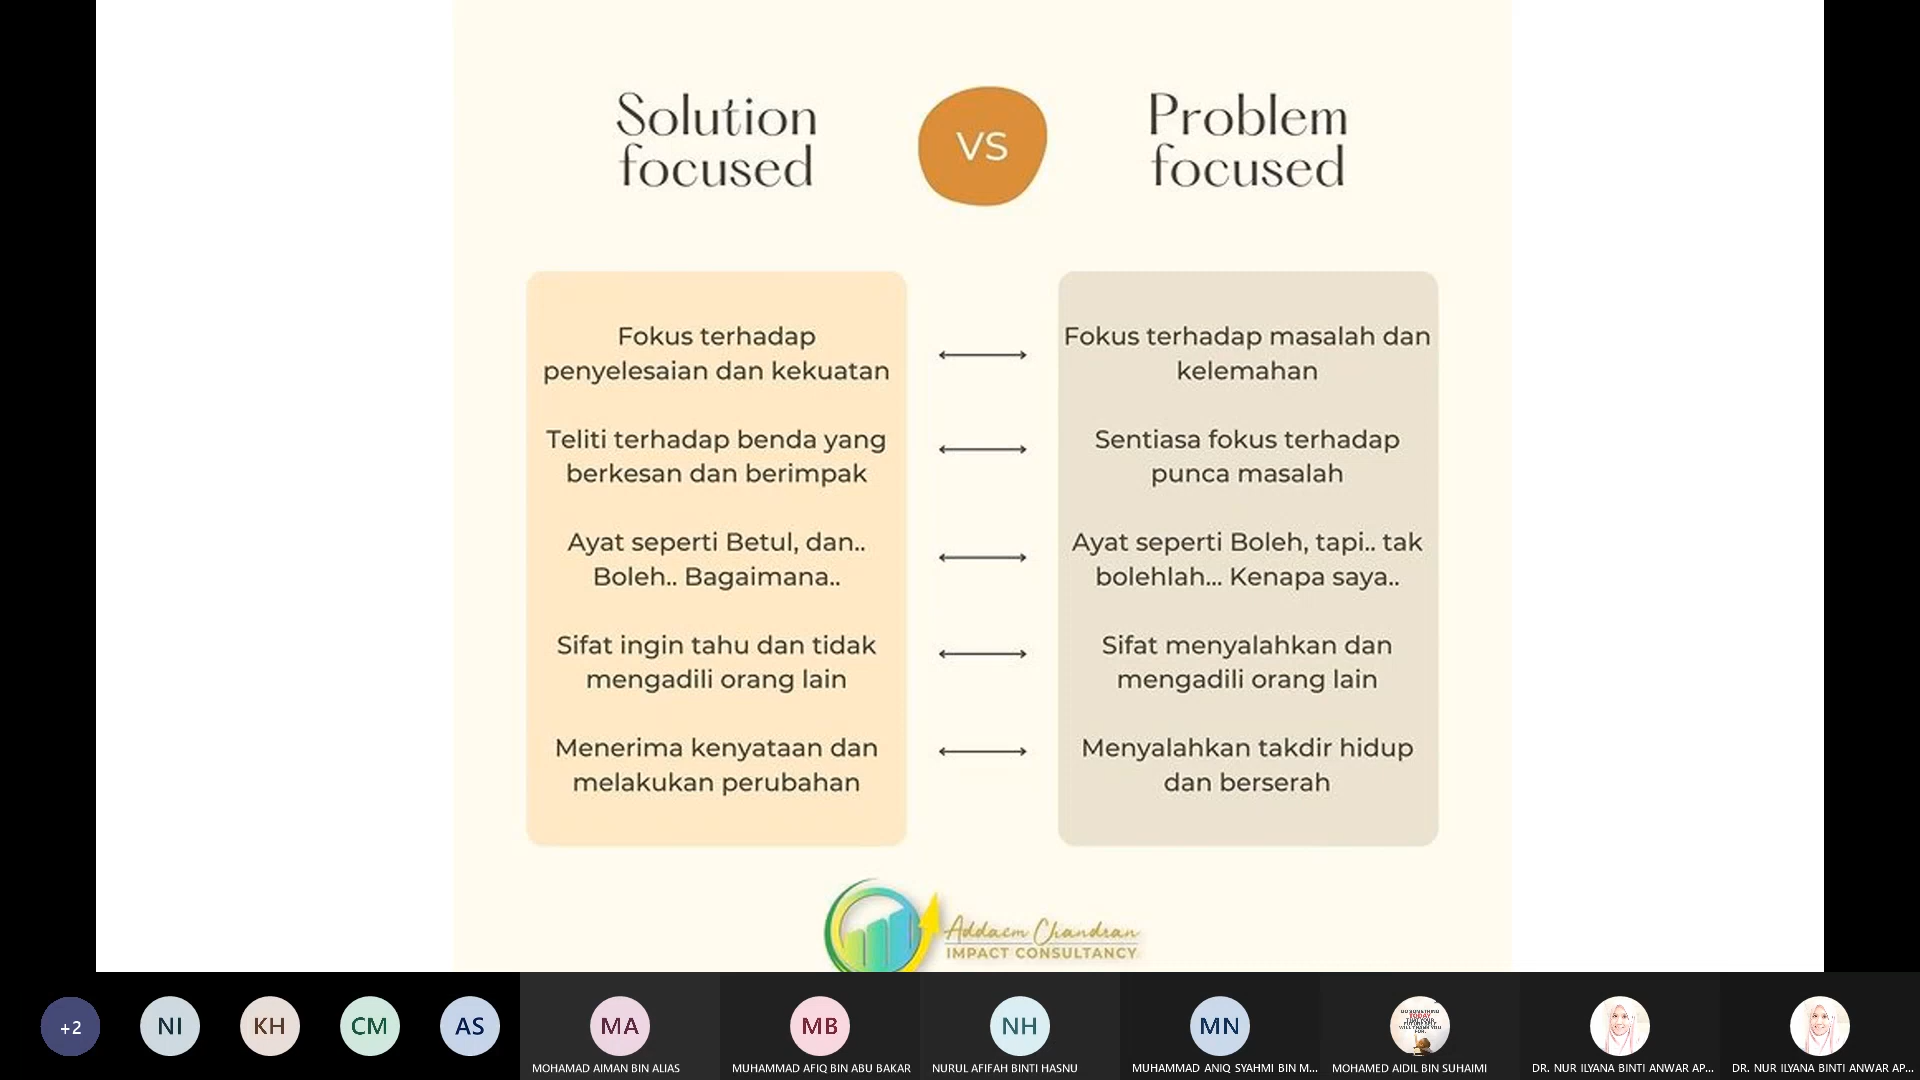 Solution
focused
VS
Problem
focused
Fokus terhadap
penyelesaian dan kekuatan
Fokus terhadap masalah dan
kelemahan
Teliti terhadap benda yang
berkesan dan berimpak
Sentiasa fokus terhadap
punca masalah
Ayat seperti Betul, dan..
Boleh.. Bagaimana..
Ayat seperti Boleh, tapi.. tak
bolehlah... Kenapa saya..
Sifat ingin tahu dan tidak
mengadili orang lain
Sifat menyalahkan dan
mengadili orang lain
Menerima kenyataan dan
melakukan perubahan
Menyalahkan takdir hidup
dan berserah
Addaem Chandran
IMPACT CONSULTANCY
+2
NI
KH
CM
AS
MA
MB
NH
MN
TODAY
MOHAMAD AIMAN BIN ALIAS
MUHAMMAD AFIQ BIN ABU BAKAR
NURUL AFIFAH BINTI HASNU
MUHAMMAD ANIQ SYAHMI BIN M...
MOHAMED AIDIL BIN SUHAIMI
DR. NUR ILYANA BINTI ANWAR AP...
DR. NUR ILYANA BINTI ANWAR AP...